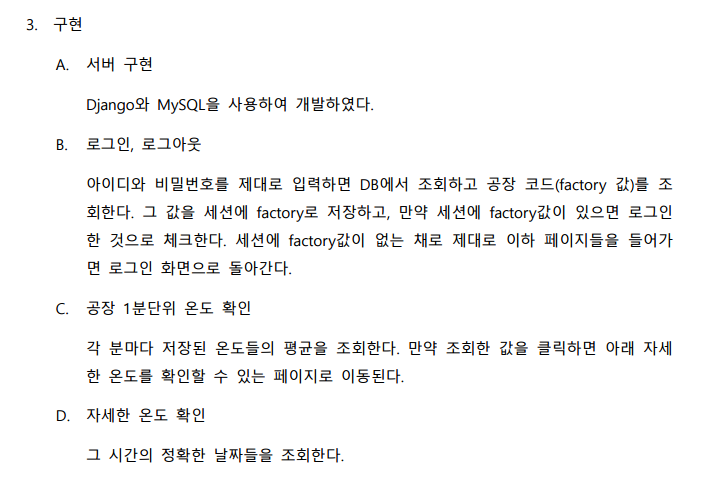 3. 구현
A. 서버 구현
Django와 MySQL을 사용하여 개발하였다.
B. 로그인, 로그아웃
아이디와 비밀번호를 제대로 입력하면 DB에서 조회하고 공장 코드(factory 값)를 조
회한다. 그 값을 세션에 factory로 저장하고, 만약 세션에 factory값이 있으면 로그인
한 것으로 체크한다. 세션에 factory값이 없는 채로 제대로 이하 페이지들을 들어가
면 로그인 화면으로 돌아간다.
C. 공장 1분단위 온도 확인
각 분마다 저장된 온도들의 평균을 조회한다. 만약 조회한 값을 클릭하면 아래 자세
한 온도를 확인할 수 있는 페이지로 이동된다.
D. 자세한 온도 확인
그 시간의 정확한 날짜들을 조회한다.